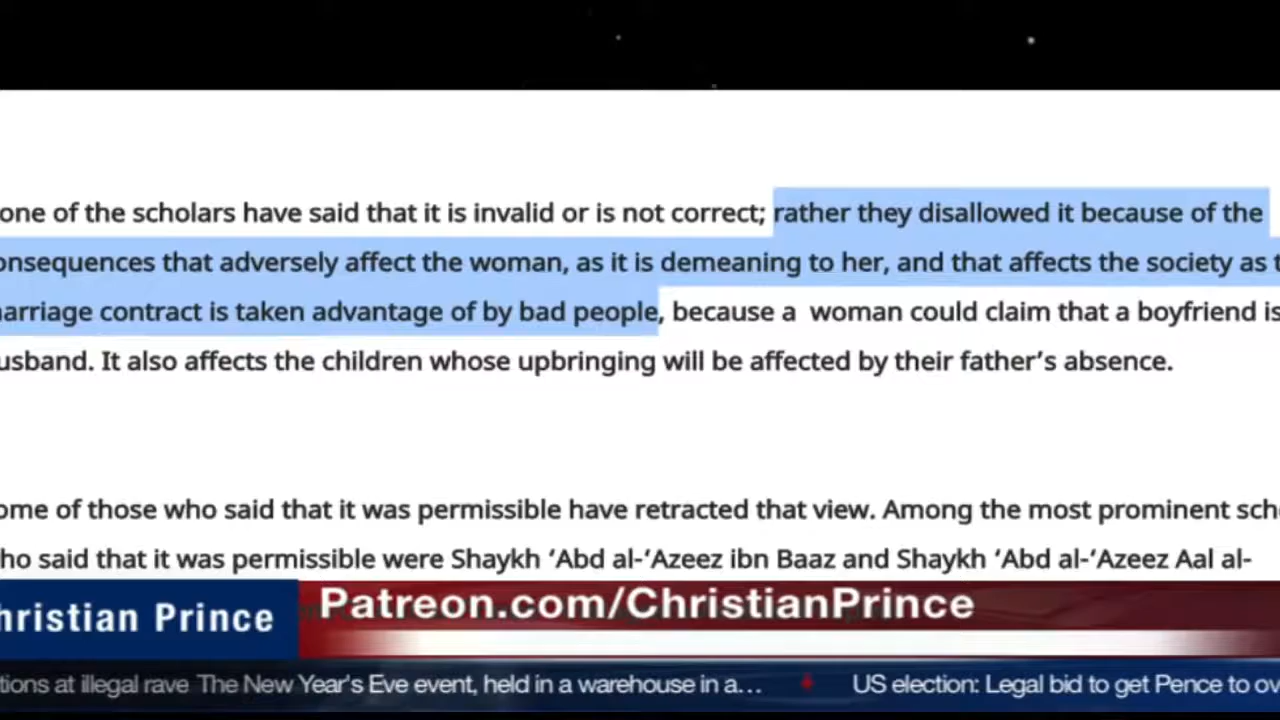 one of the scholars have said that it is invalid or is not correct; rather they disallowed it because of the
onsequences that adversely affect the woman, as it is demeaning to her, and that affects the society as t
arriage contract is taken advantage of by bad people, because a woman could claim that a boyfriend is
usband. It also affects the children whose upbringing will be affected by their father’s absence.
ome of those who said that it was permissible have retracted that view. Among the most prominent sch
ho said that it was permissible were Shaykh ‘Abd al-‘Azeez ibn Baaz and Shaykh ‘Abd al-‘Azeez Aal al-
hristian Prince
Patreon.com/ChristianPrince
tions at illegal rave The New Year's Eve event, held in a warehouse in a... US election: Legal bid to get Pence to ov